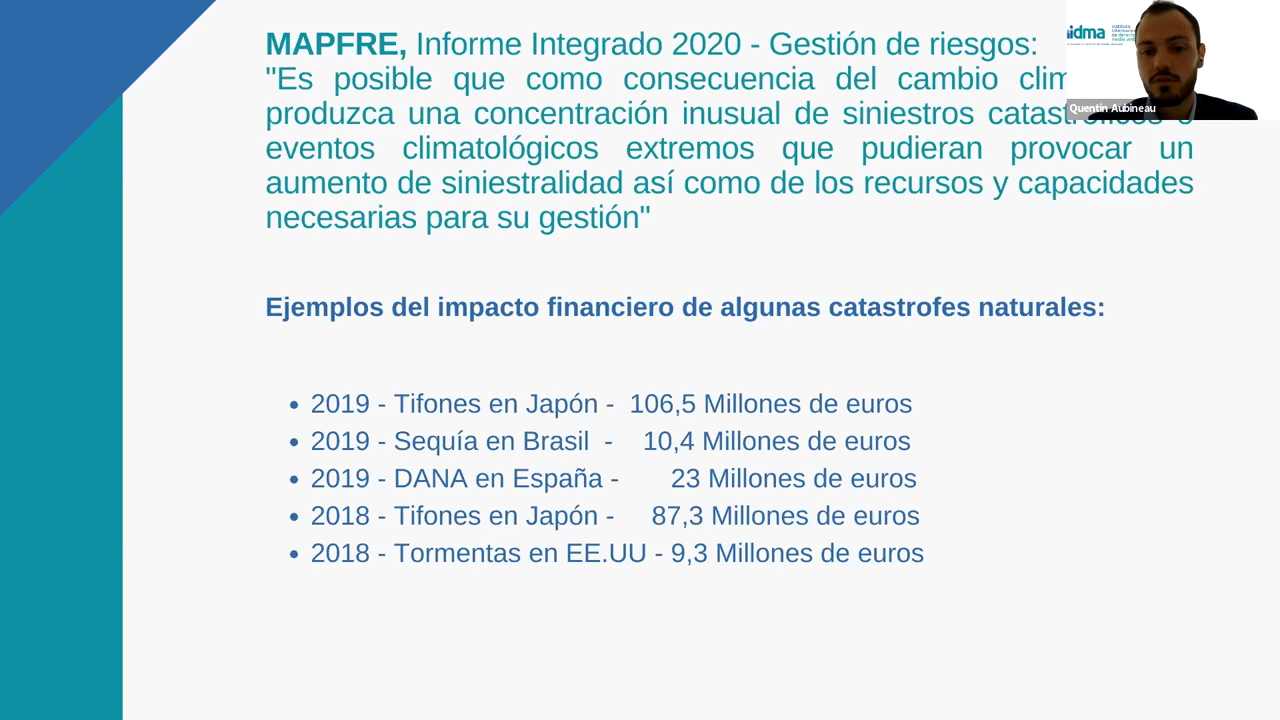 MAPFRE, Informe Integrado 2020 - Gestión de riesgos:
"Es posible que como consecuencia del cambio
produzca una concentración inusual de siniestros
eventos climatológicos extremos que pudieran provocar un
aumento de siniestralidad así como de los recursos y capacidades
necesarias para su gestión"
Ejemplos del impacto financiero de algunas catastrofes naturales:
• 2019 - Tifones en Japón - 106,5 Millones de euros
• 2019 - Sequía en Brasil - 10,4 Millones de euros
• 2019 - DANA en España - 23 Millones de euros
• 2018 - Tifones en Japón - 87,3 Millones de euros
• 2018 - Tormentas en EE.UU - 9,3 Millones de euros
iidma
Quentin Aubineau